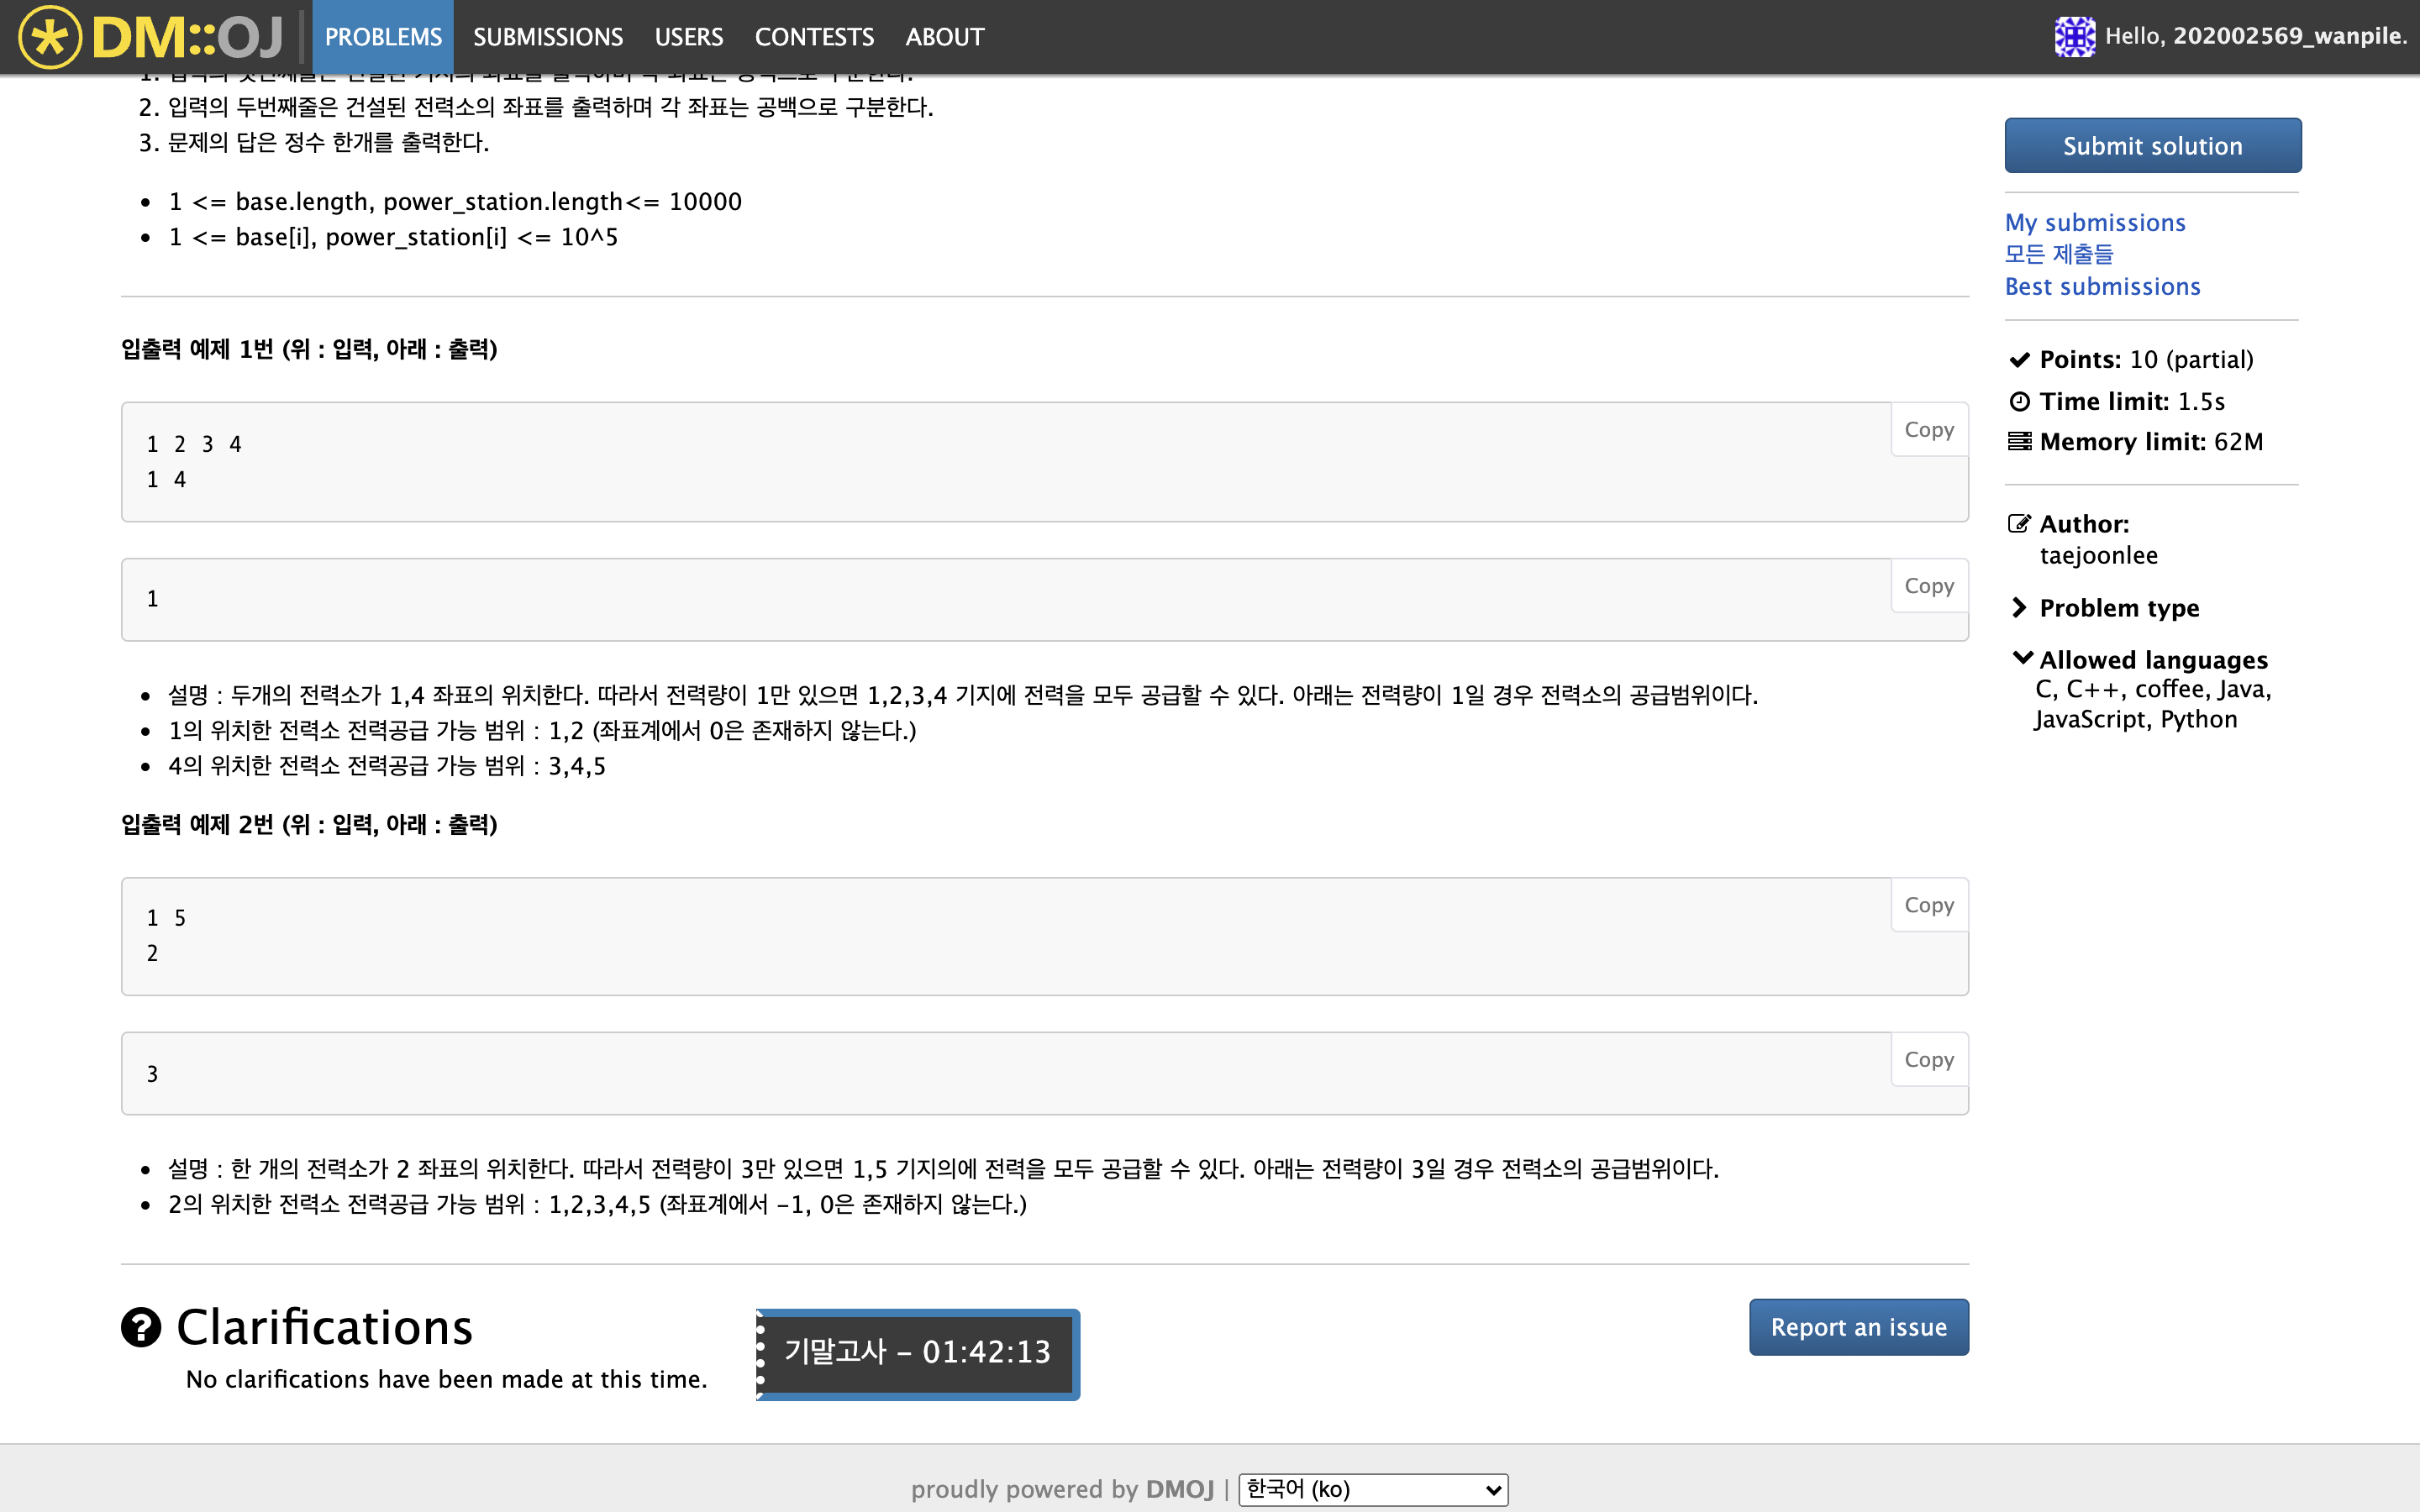 DM::OJ PROBLEMS SUBMISSIONS USERS CONTESTS ABOUT Hello, 202002569_wanpile.
2. 입력의 두번째줄은 건설된 전력소의 좌표를 출력하며 각 좌표는 공백으로 구분한다.
3. 문제의 답은 정수 한개를 출력한다.
1 <= base.length, power_station.length<= 10000
1 <= base[i], power_station[i] <= 10^5
입출력 예제 1번 (위 : 입력, 아래 : 출력)
Copy
1 2 3 4
1 4
Copy
1
설명 : 두개의 전력소가 1,4 좌표의 위치한다. 따라서 전력량이 1만 있으면 1,2,3,4 기지에 전력을 모두 공급할 수 있다. 아래는 전력량이 1일 경우 전력소의 공급범위이다.
1의 위치한 전력소 전력공급 가능 범위 : 1,2 (좌표계에서 0은 존재하지 않는다.)
4의 위치한 전력소 전력공급 가능 범위 : 3,4,5
입출력 예제 2번 (위 : 입력, 아래 : 출력)
Copy
1 5
2
Copy
3
설명 : 한 개의 전력소가 2 좌표의 위치한다. 따라서 전력량이 3만 있으면 1,5 기지의에 전력을 모두 공급할 수 있다. 아래는 전력량이 3일 경우 전력소의 공급범위이다.
2의 위치한 전력소 전력공급 가능 범위 : 1,2,3,4,5 (좌표계에서 -1, 0은 존재하지 않는다.)
Clarifications
No clarifications have been made at this time.
기말고사 - 01:42:13
Report an issue
Submit solution
My submissions
모든 제출들
Best submissions
Points: 10 (partial)
Time limit: 1.5s
Memory limit: 62M
Author:
taejoonlee
Problem type
Allowed languages
C, C++, coffee, Java,
JavaScript, Python
proudly powered by DMOJ | 한국어 (ko)